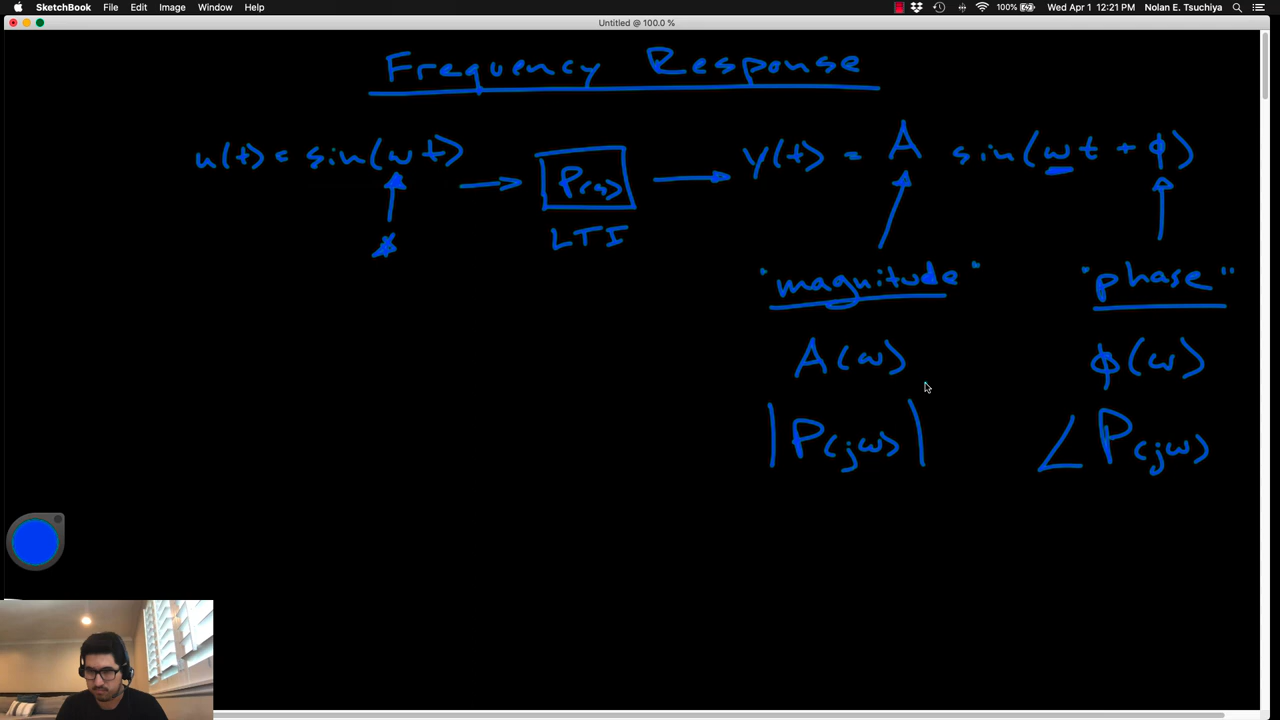 SketchBook File Edit Image Window Help 100% Wed Apr 1 12:21 PM Nolan E. Tsuchiya
Untitled @ 100.0 %
Frequency Response
u(t) = sin(ωt) → P(s) → y(t) = A sin(ωt + φ)
LTI
"magnitude" "phase"
A(ω) φ(ω)
|P(jω)| ∠P(jω)